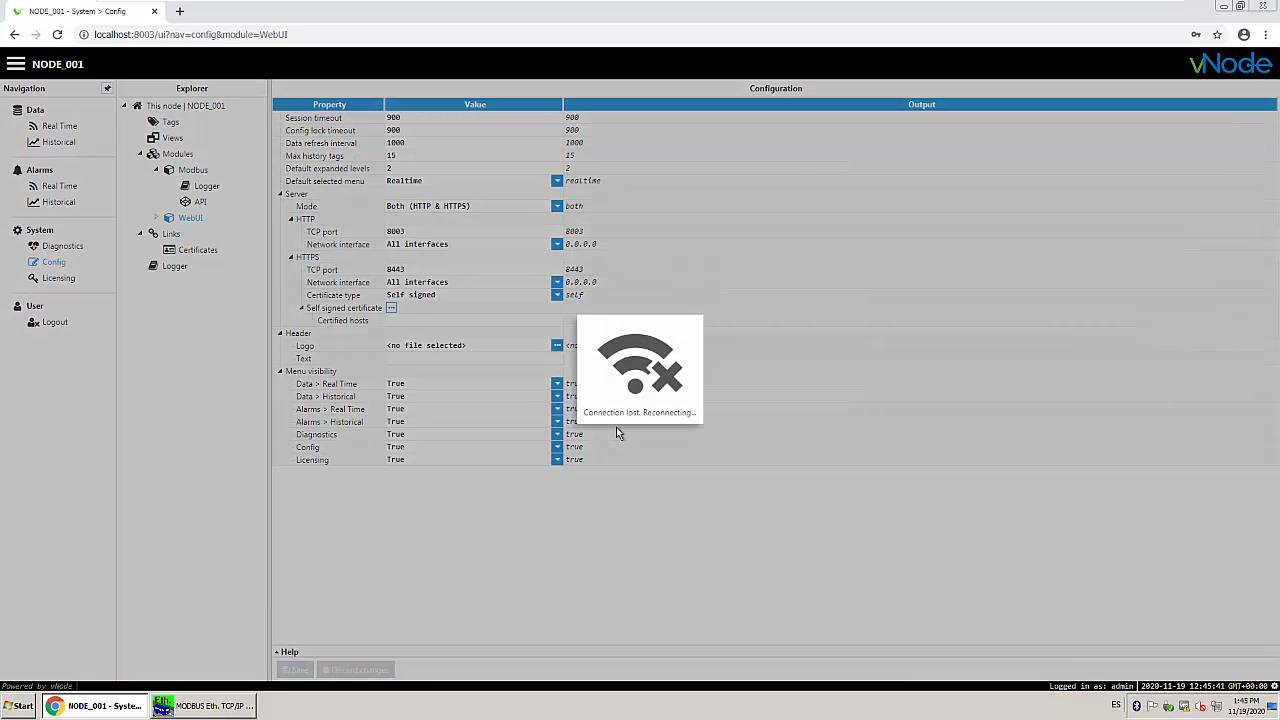 NODE_001 - System > Config
localhost:8003/ui?nav=config&module=WebUI
NODE_001
vNode
Navigation
Data
Real Time
Historical
Alarms
Real Time
Historical
System
Diagnostics
Config
Licensing
User
Logout
Explorer
This node | NODE_001
Tags
Views
Modules
Modbus
Logger
API
WebUI
Links
Certificates
Logger
Configuration
Property Value Output
Session timeout 900 900
Config lock timeout 900 900
Data refresh interval 1000 1000
Max history tags 15 15
Default expanded levels 2 2
Default selected menu Realtime realtime
Server
Mode Both (HTTP & HTTPS) both
HTTP
TCP port 8003 8003
Network interface All interfaces 0.0.0.0
HTTPS
TCP port 8443 8443
Network interface All interfaces 0.0.0.0
Certificate type Self signed self
Self signed certificate
Certified hosts
Header
Logo <no file selected> <no
Text
Menu visibility
Data > Real Time True true
Data > Historical True true
Alarms > Real Time True true
Alarms > Historical True true
Diagnostics True true
Config True true
Licensing True true
Connection lost. Reconnecting...
Help
Save Discard changes
Powered by vNode
Logged in as: admin 2020-11-19 12:45:41 GMT+00:00
Start
NODE_001 - Syste...
MODBUS Eth. TCP/IP ...
ES
1:45 PM
11/19/2020